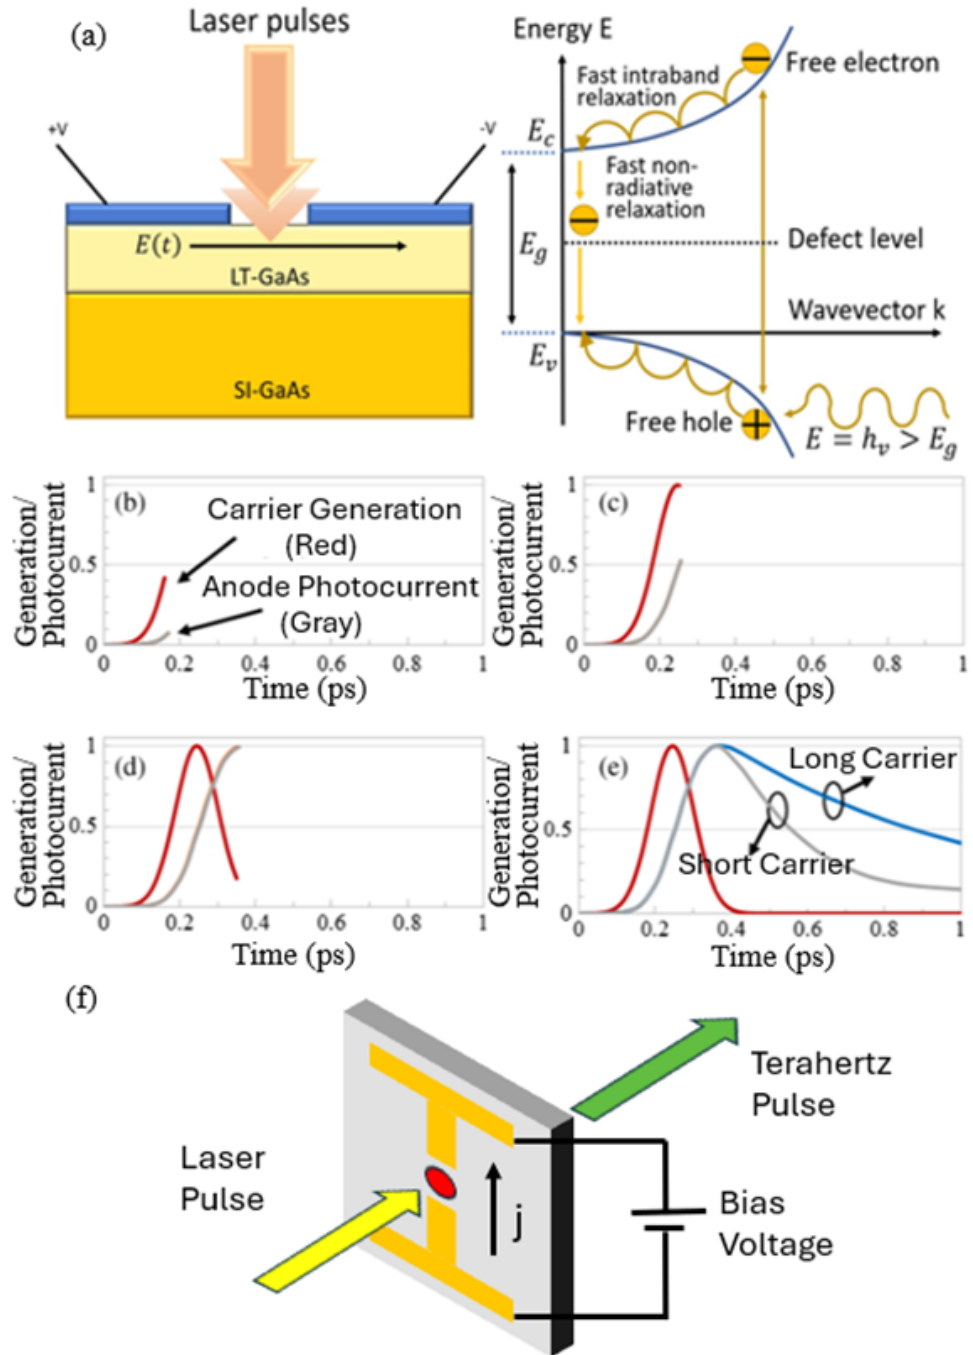 (a)
Laser pulses
+V
-V
E(t)
LT-GaAs
SI-GaAs
Energy E
Free electron
Fast intraband
relaxation
E_c
Fast non-
radiative
relaxation
E_g
Defect level
Wavevector k
E_v
Free hole
E = h_v > E_g
(b)
Generation/
Photocurrent
1
0.5
0
Carrier Generation
(Red)
Anode Photocurrent
(Gray)
0 0.2 0.4 0.6 0.8 1
Time (ps)
(c)
Generation/
Photocurrent
1
0.5
0
0 0.2 0.4 0.6 0.8 1
Time (ps)
(d)
Generation/
Photocurrent
1
0.5
0
0 0.2 0.4 0.6 0.8 1
Time (ps)
(e)
Generation/
Photocurrent
1
0.5
0
Long Carrier
Short Carrier
0 0.2 0.4 0.6 0.8 1
Time (ps)
(f)
Laser
Pulse
Terahertz
Pulse
j
Bias
Voltage